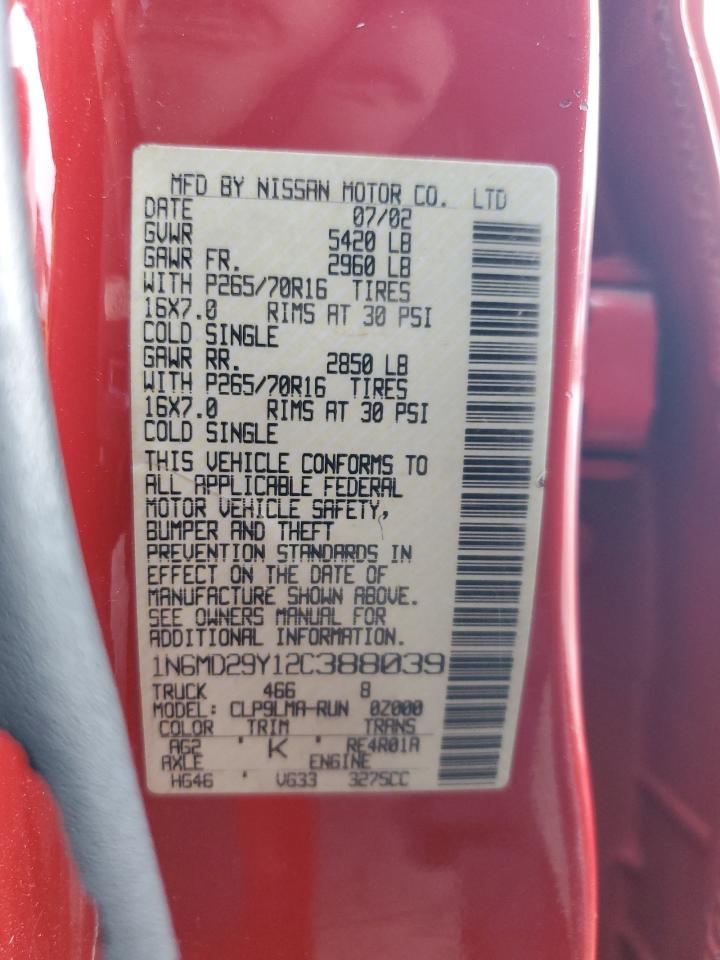 MFD BY NISSAN MOTOR CO. LTD
DATE 07/02
GVWR 5420 LB
GAWR FR. 2960 LB
WITH P265/70R16 TIRES
16X7.0 RIMS AT 30 PSI
COLD SINGLE
GAWR RR. 2850 LB
WITH P265/70R16 TIRES
16X7.0 RIMS AT 30 PSI
COLD SINGLE
THIS VEHICLE CONFORMS TO
ALL APPLICABLE FEDERAL
MOTOR VEHICLE SAFETY,
BUMPER AND THEFT
PREVENTION STANDARDS IN
EFFECT ON THE DATE OF
MANUFACTURE SHOWN ABOVE.
SEE OWNERS MANUAL FOR
ADDITIONAL INFORMATION.
1N6MD29Y12C388039
TRUCK 466 8
MODEL: CLP9LMA-RUN 0Z000
COLOR TRIM TRANS
AG2 ' K ' RE4R01A
AXLE ENGINE
HG46 ' VG33 3275CC